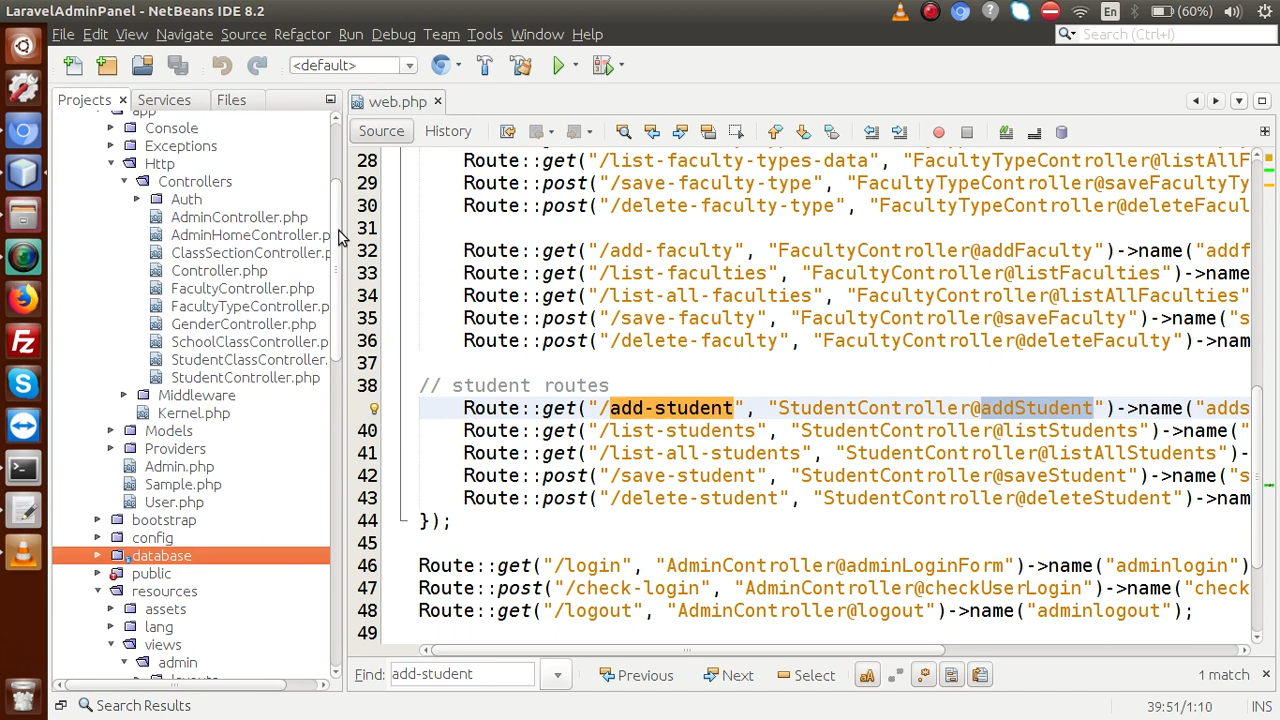 LaravelAdminPanel - NetBeans IDE 8.2
En
(60%)
File Edit View Navigate Source Refactor Run Debug Team Tools Window Help
Search (Ctrl+I)
<default>
Projects Services Files
web.php
Source History
app
Console
Exceptions
Http
Controllers
Auth
AdminController.php
AdminHomeController.p
ClassSectionController.
Controller.php
FacultyController.php
FacultyTypeController.p
GenderController.php
SchoolClassController.p
StudentClassController.
StudentController.php
Middleware
Kernel.php
Models
Providers
Admin.php
Sample.php
User.php
bootstrap
config
database
public
resources
assets
lang
views
admin
28 Route::get("/list-faculty-types-data", "FacultyTypeController@listAllF
29 Route::post("/save-faculty-type", "FacultyTypeController@saveFacultyTy
30 Route::post("/delete-faculty-type", "FacultyTypeController@deleteFacul
31
32 Route::get("/add-faculty", "FacultyController@addFaculty")->name("addf
33 Route::get("/list-faculties", "FacultyController@listFaculties")->name
34 Route::get("/list-all-faculties", "FacultyController@listAllFaculties"
35 Route::post("/save-faculty", "FacultyController@saveFaculty")->name("s
36 Route::post("/delete-faculty", "FacultyController@deleteFaculty")->nam
37
38 // student routes
Route::get("/add-student", "StudentController@addStudent")->name("adds
40 Route::get("/list-students", "StudentController@listStudents")->name("
41 Route::get("/list-all-students", "StudentController@listAllStudents")-
42 Route::post("/save-student", "StudentController@saveStudent")->name("s
43 Route::post("/delete-student", "StudentController@deleteStudent")->nam
44 });
45
46 Route::get("/login", "AdminController@adminLoginForm")->name("adminlogin")
47 Route::post("/check-login", "AdminController@checkUserLogin")->name("check
48 Route::get("/logout", "AdminController@logout")->name("adminlogout");
49
Find: add-student Previous Next Select 1 match
Search Results 39:51/1:10 INS